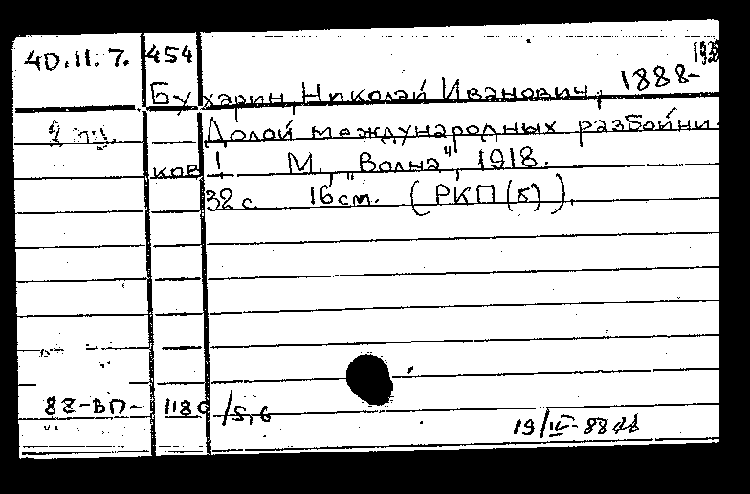 40.11.7. 454
Бухарин, Николай Иванович, 1888-1938
Долой международных разбойни-
ков! М., "Волна", 1918.
32 с. 16 см. (РКП(б)).
88-ВП- 1180 /5,6
19/IV-88